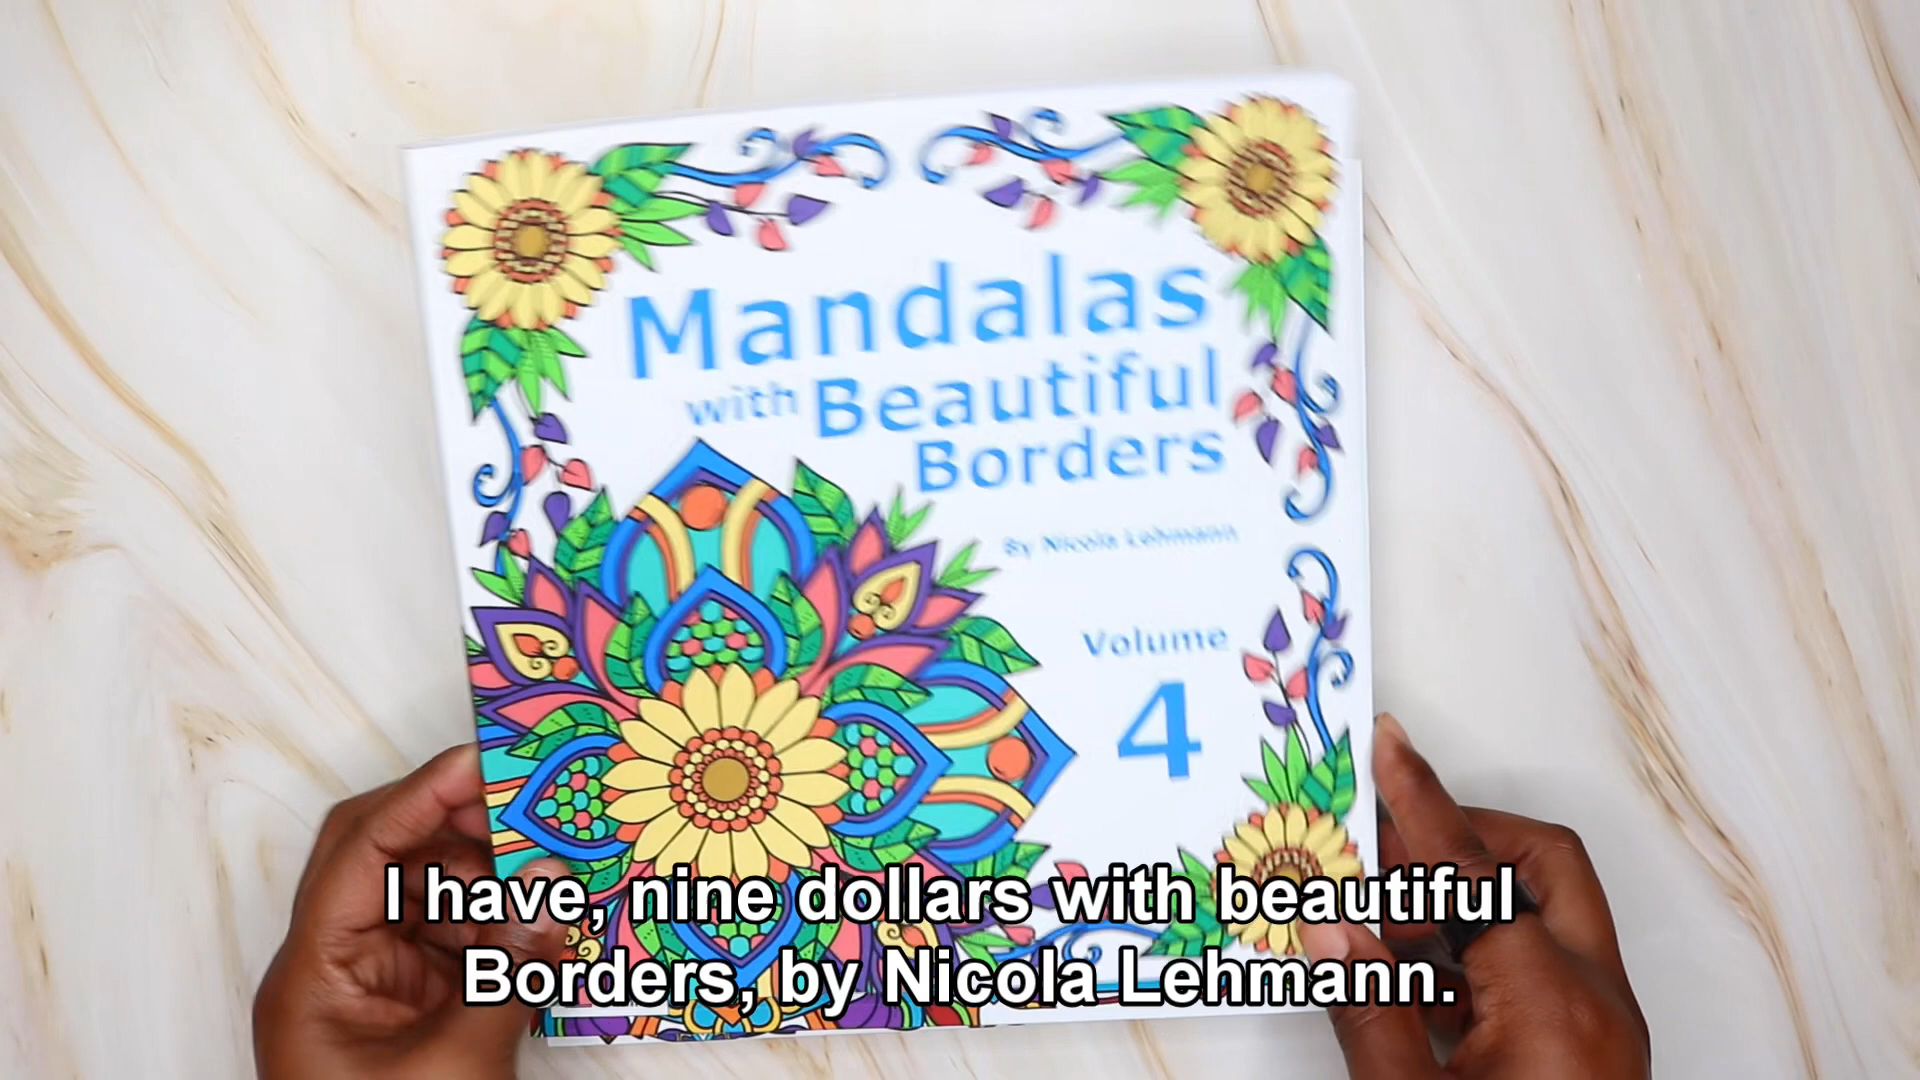 Mandalas
with Beautiful
Borders
By Nicola Lehmann
Volume
4
I have, nine dollars with beautiful
Borders, by Nicola Lehmann.